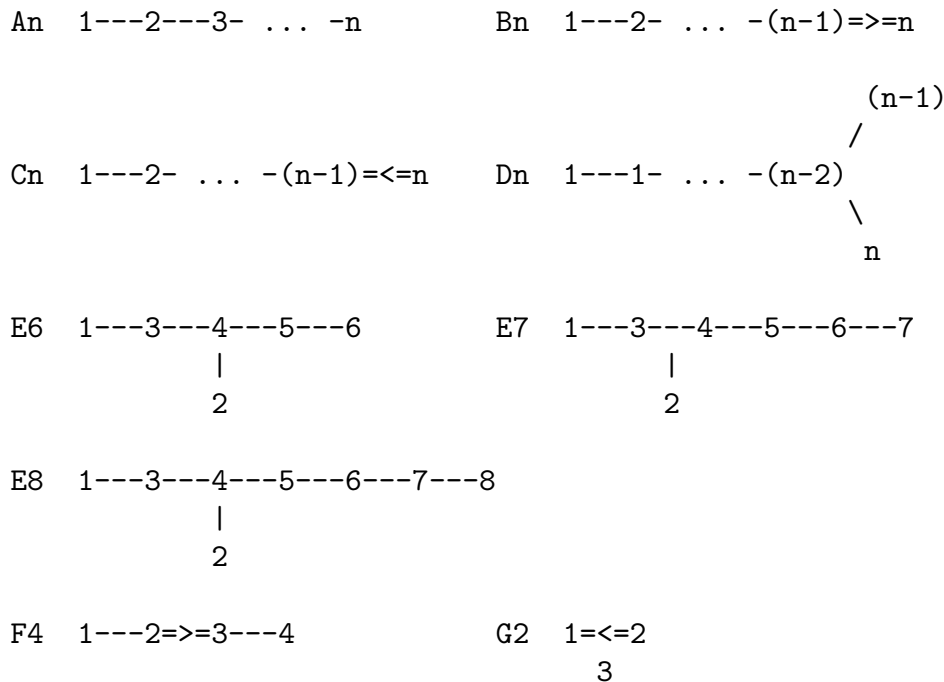 An  1---2---3- ... -n          Bn  1---2- ... -(n-1)=>=n
                                                      (n-1)
                                                     /
Cn  1---2- ... -(n-1)=<=n      Dn  1---1- ... -(n-2)
                                                     \
                                                      n
E6  1---3---4---5---6          E7  1---3---4---5---6---7
            |                            |
            2                            2
E8  1---3---4---5---6---7---8
            |
            2
F4  1---2=>=3---4              G2  1=<=2
                                     3